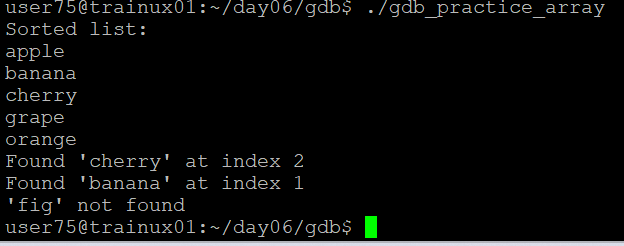 user75@trainux01:~/day06/gdb$ ./gdb_practice_array
Sorted list:
apple
banana
cherry
grape
orange
Found 'cherry' at index 2
Found 'banana' at index 1
'fig' not found
user75@trainux01:~/day06/gdb$